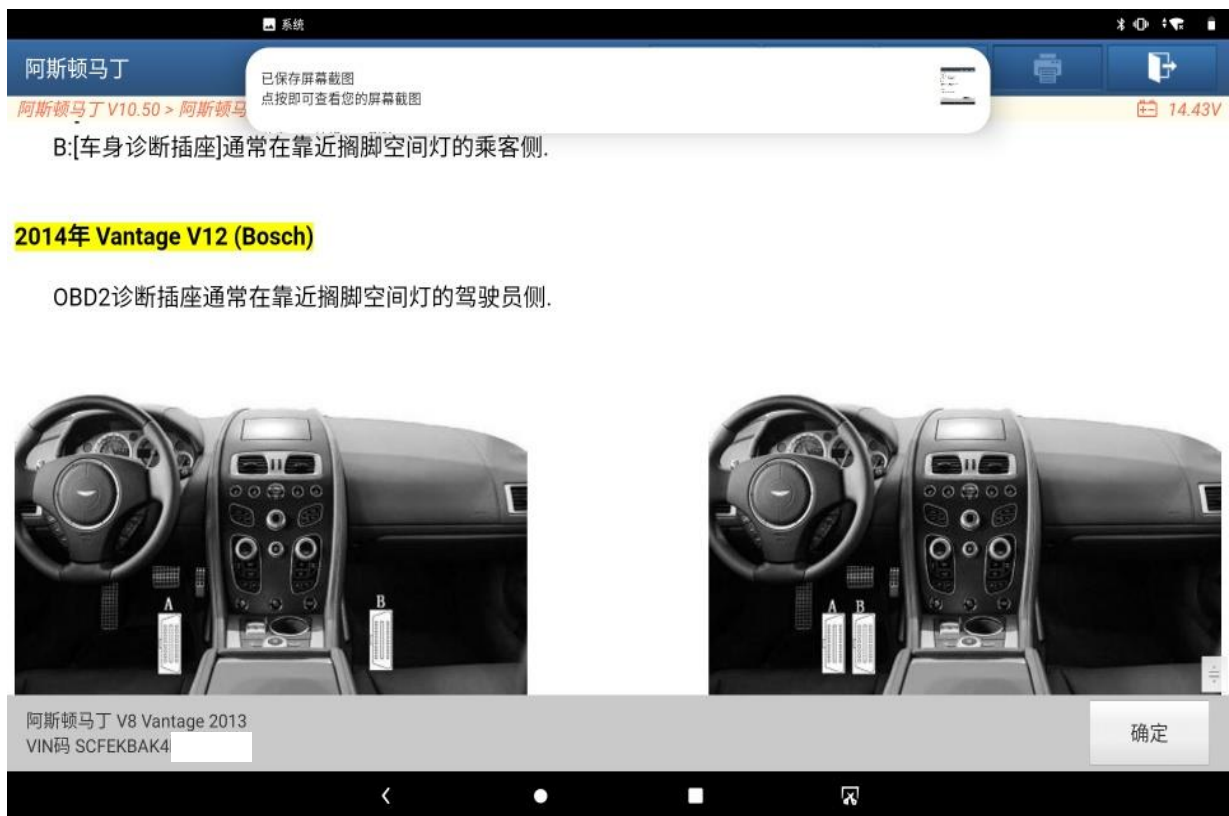 系统
阿斯顿马丁
已保存屏幕截图
点按即可查看您的屏幕截图
阿斯顿马丁 V10.50 > 阿斯顿马
14.43V
B:[车身诊断插座]通常在靠近搁脚空间灯的乘客侧.
2014年 Vantage V12 (Bosch)
OBD2诊断插座通常在靠近搁脚空间灯的驾驶员侧.
A
B
A B
阿斯顿马丁 V8 Vantage 2013
VIN码 SCFEKBAK4
确定